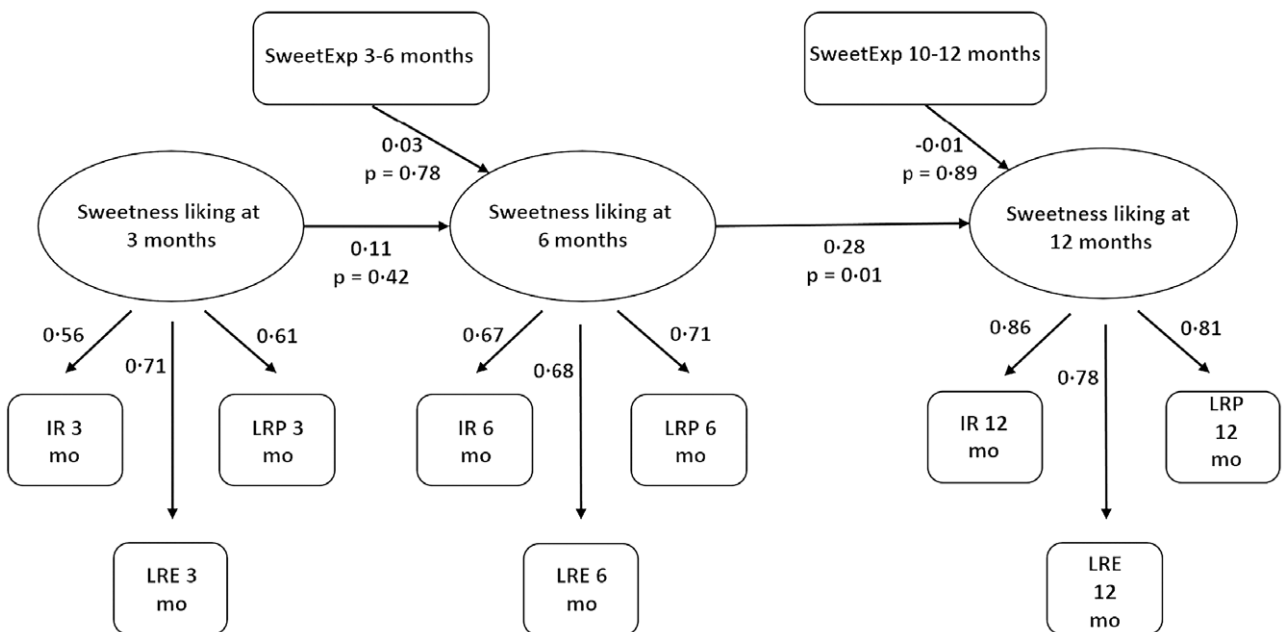 SweetExp 3-6 months
SweetExp 10-12 months
0·03
p = 0·78
-0·01
p = 0·89
Sweetness liking at
3 months
Sweetness liking at
6 months
Sweetness liking at
12 months
0·11
p = 0·42
0·28
p = 0·01
0·56
0·71
0·61
0·67
0·68
0·71
0·86
0·78
0·81
IR 3
mo
LRP 3
mo
IR 6
mo
LRP 6
mo
IR 12
mo
LRP
12
mo
LRE 3
mo
LRE 6
mo
LRE
12
mo